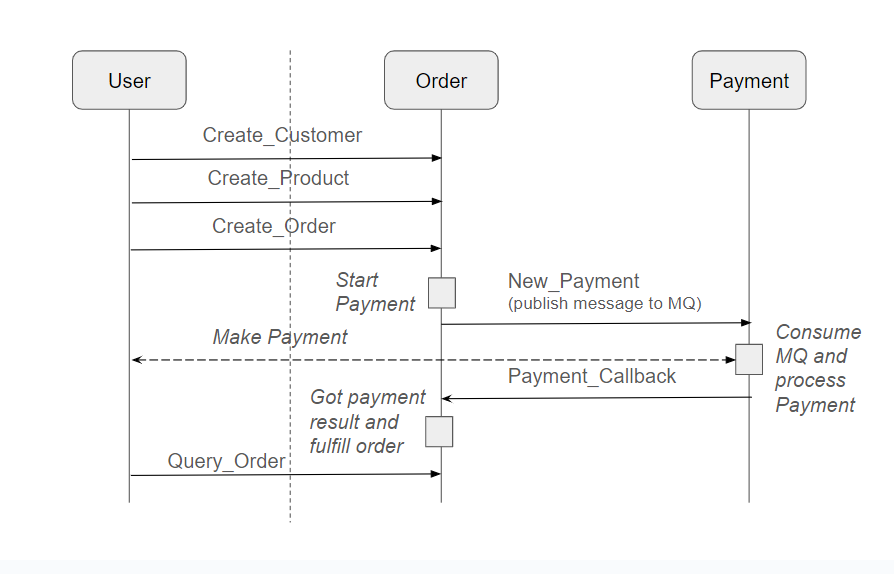 User
Order
Payment
Create_Customer
Create_Product
Create_Order
Start
Payment
New_Payment
(publish message to MQ)
Make Payment
Consume
MQ and
process
Payment
Payment_Callback
Got payment
result and
fulfill order
Query_Order